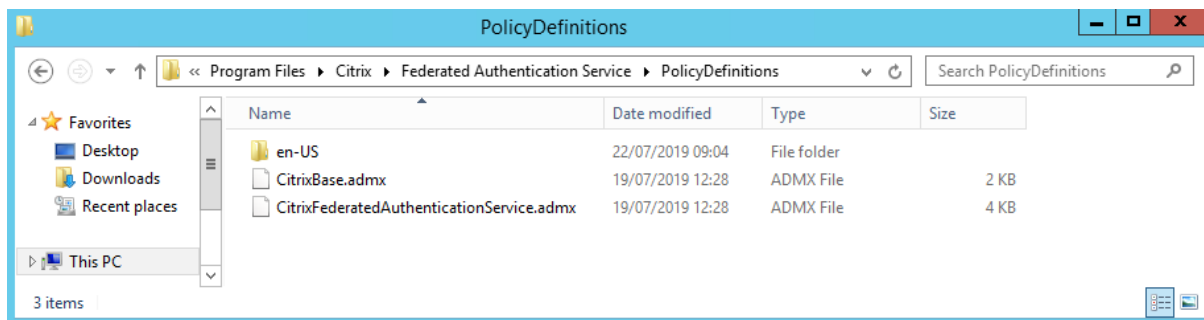 PolicyDefinitions
« Program Files Citrix Federated Authentication Service PolicyDefinitions Search PolicyDefinitions
Favorites
Desktop
Downloads
Recent places
This PC
Name Date modified Type Size
en-US 22/07/2019 09:04 File folder
CitrixBase.admx 19/07/2019 12:28 ADMX File 2 KB
CitrixFederatedAuthenticationService.admx 19/07/2019 12:28 ADMX File 4 KB
3 items